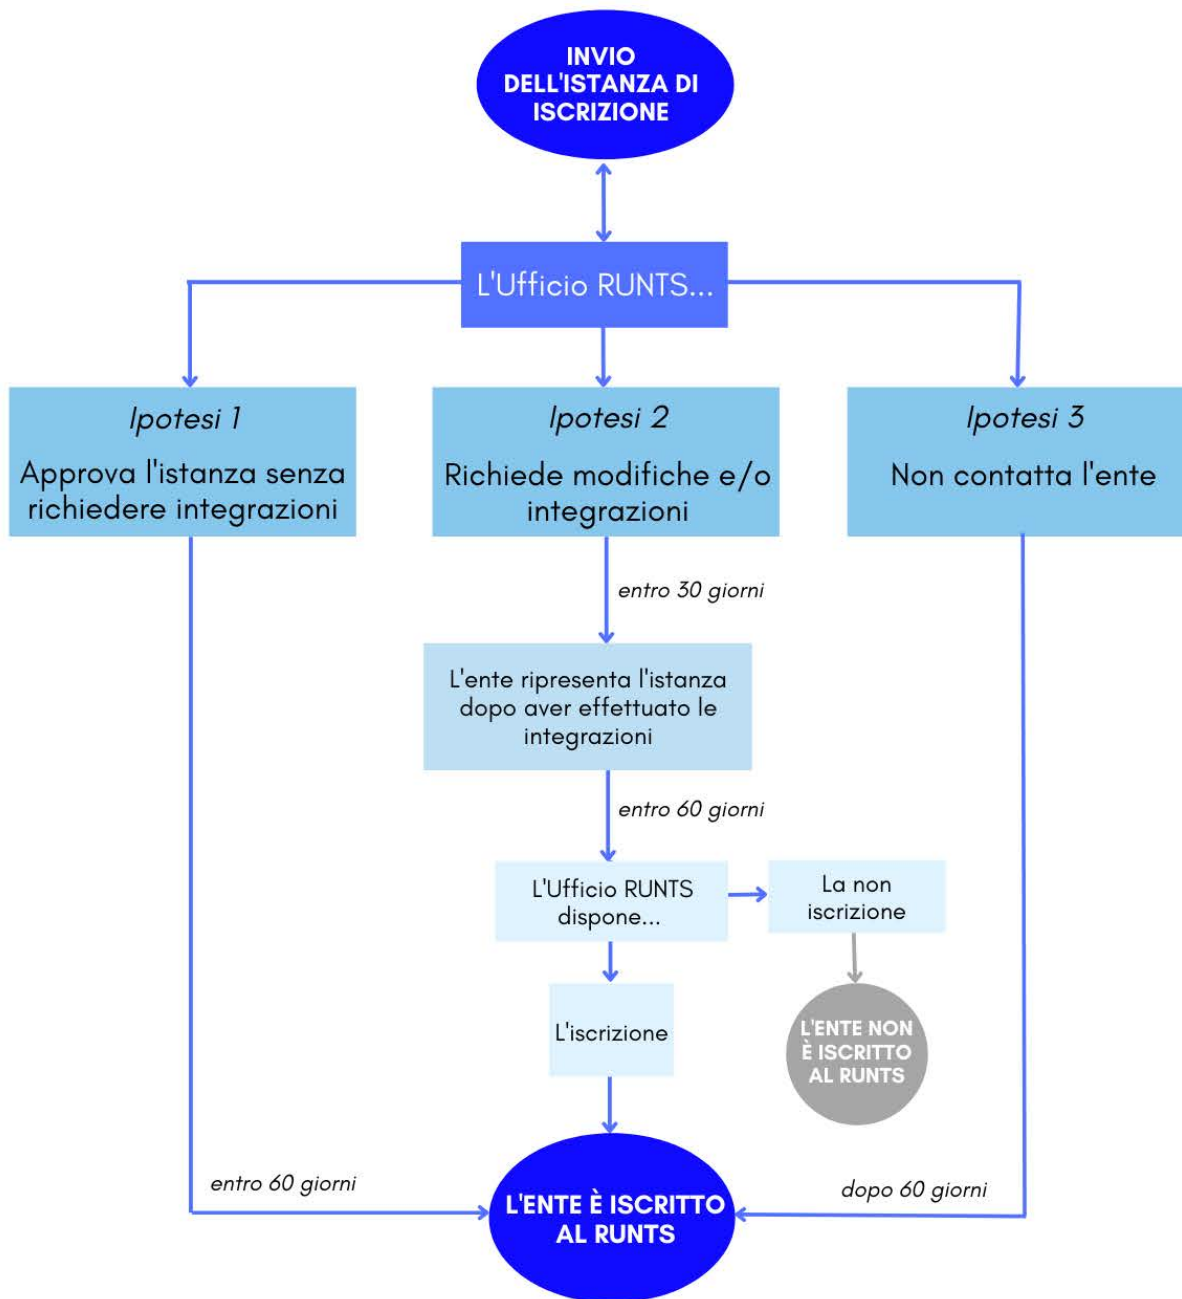 INVIO
DELL'ISTANZA DI
ISCRIZIONE
L'Ufficio RUNTS...
Ipotesi 1
Approva l'istanza senza
richiedere integrazioni
Ipotesi 2
Richiede modifiche e/o
integrazioni
Ipotesi 3
Non contatta l'ente
entro 30 giorni
L'ente ripresenta l'istanza
dopo aver effettuato le
integrazioni
entro 60 giorni
L'Ufficio RUNTS
dispone...
La non
iscrizione
L'iscrizione
L'ENTE NON
È ISCRITTO
AL RUNTS
entro 60 giorni
dopo 60 giorni
L'ENTE È ISCRITTO
AL RUNTS